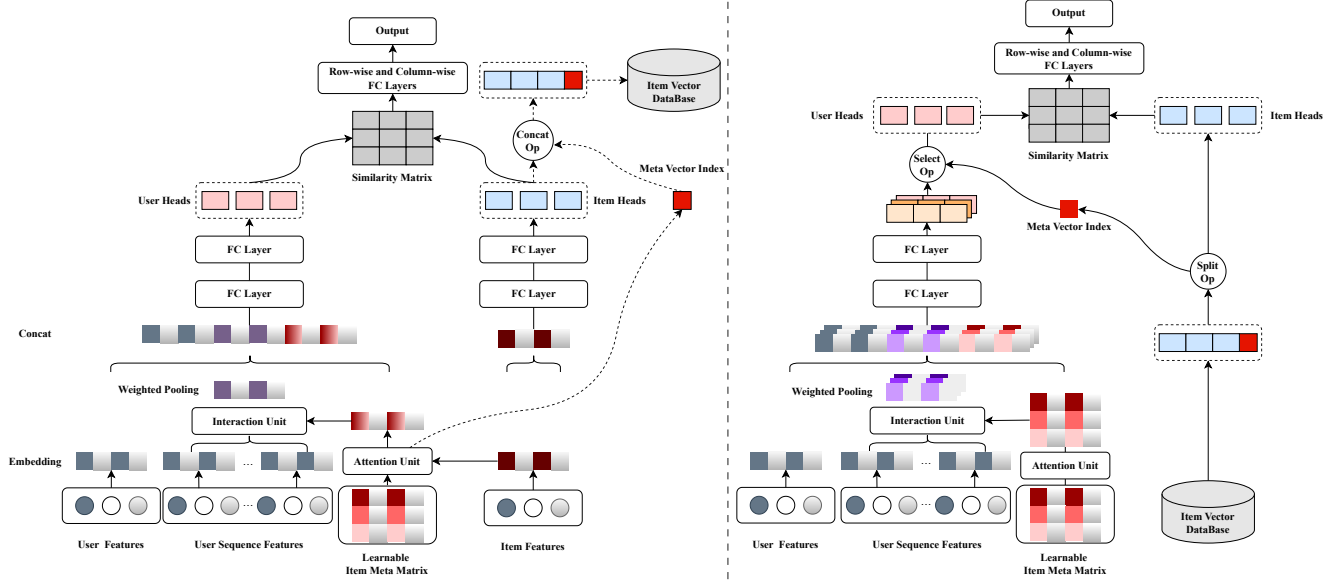 Output
Row-wise and Column-wise
FC Layers
Item Vector
DataBase
Concat
Op
Similarity Matrix
Meta Vector Index
User Heads
Item Heads
FC Layer
FC Layer
FC Layer
FC Layer
Concat
Weighted Pooling
Interaction Unit
Embedding
Attention Unit
...
...
User Features
User Sequence Features
Learnable
Item Meta Matrix
Item Features
Output
Row-wise and Column-wise
FC Layers
User Heads
Item Heads
Similarity Matrix
Select
Op
Meta Vector Index
FC Layer
Split
Op
FC Layer
Weighted Pooling
Interaction Unit
Attention Unit
...
...
Item Vector
DataBase
User Features
User Sequence Features
Learnable
Item Meta Matrix